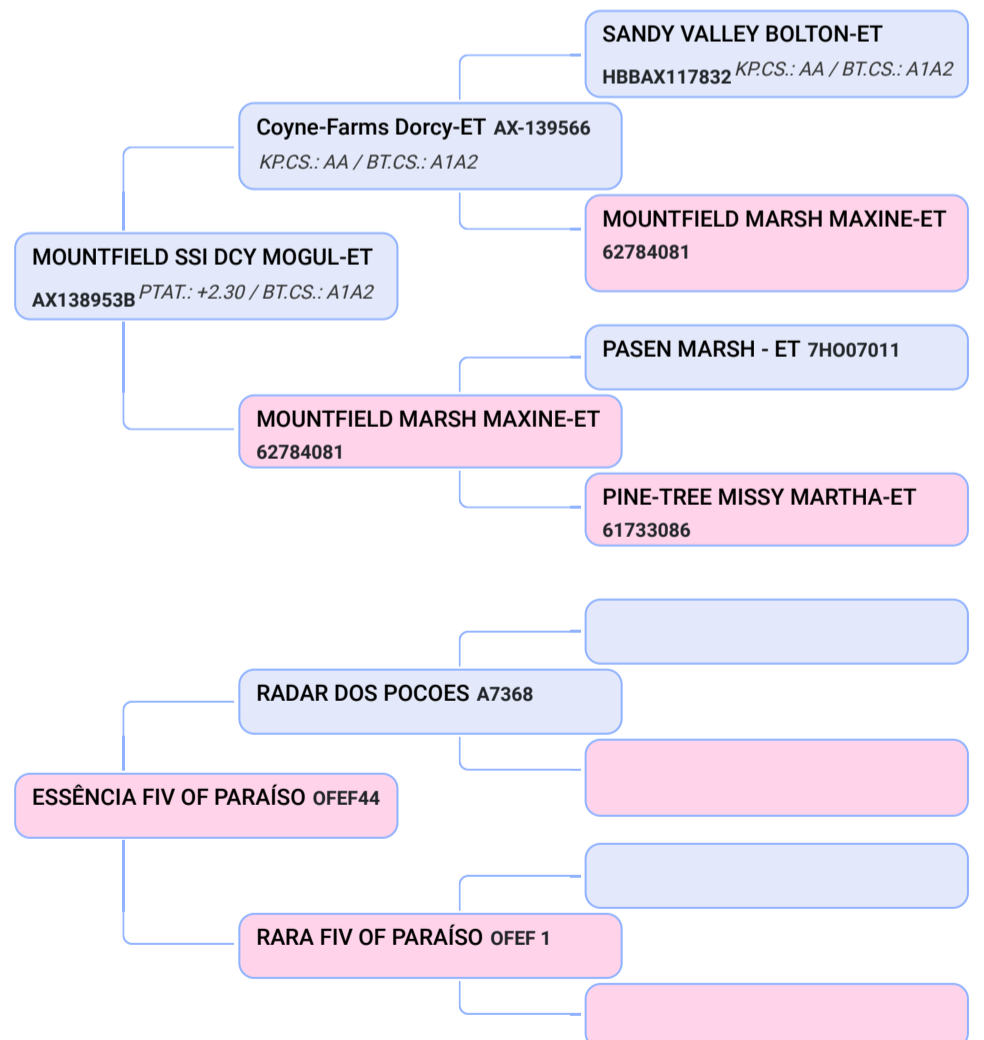 SANDY VALLEY BOLTON-ET
HBBAX117832 KP.CS.: AA / BT.CS.: A1A2
Coyne-Farms Dorcy-ET AX-139566
KP.CS.: AA / BT.CS.: A1A2
MOUNTFIELD MARSH MAXINE-ET
62784081
MOUNTFIELD SSI DCY MOGUL-ET
AX138953B PTAT.: +2.30 / BT.CS.: A1A2
PASEN MARSH - ET 7HO07011
MOUNTFIELD MARSH MAXINE-ET
62784081
PINE-TREE MISSY MARTHA-ET
61733086
RADAR DOS POCOES A7368
ESSÊNCIA FIV OF PARAÍSO OFEF44
RARA FIV OF PARAÍSO OFEF 1